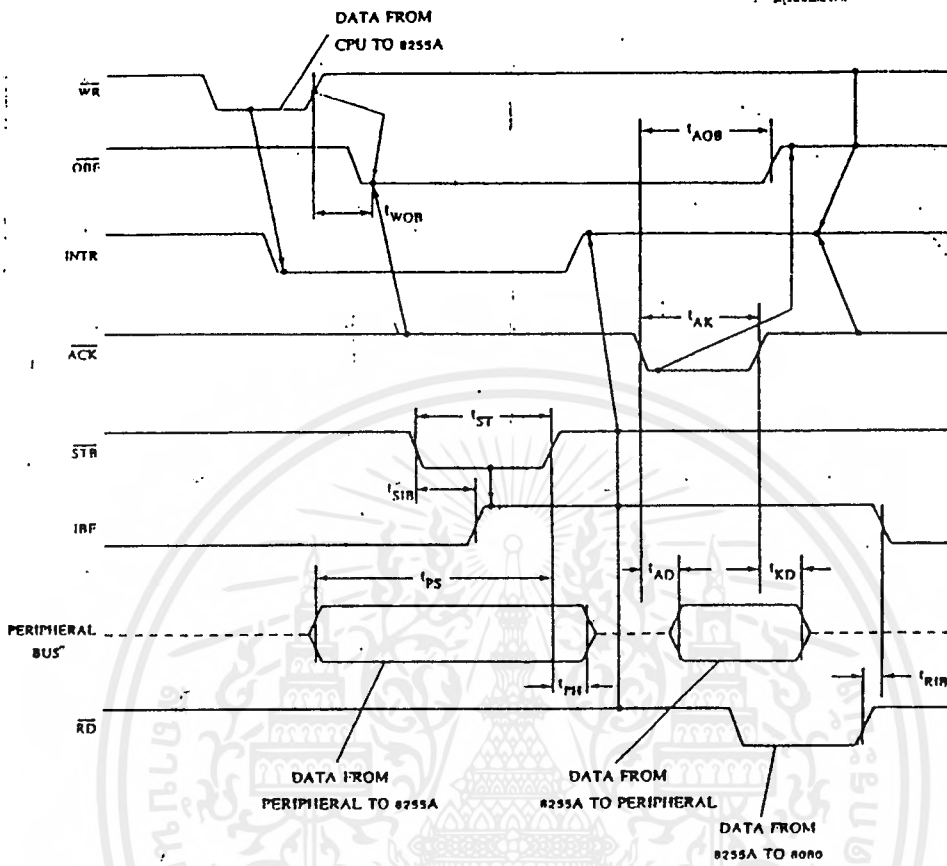 DATA FROM
CPU TO 8255A
WR
tAOB
OBF
tWOB
INTR
tAK
ACK
tST
STB
tSIB
IBF
tPS
tAD
tKD
PERIPHERAL
BUS
tPH
tRIB
RD
DATA FROM
PERIPHERAL TO 8255A
DATA FROM
8255A TO PERIPHERAL
DATA FROM
8255A TO 8080